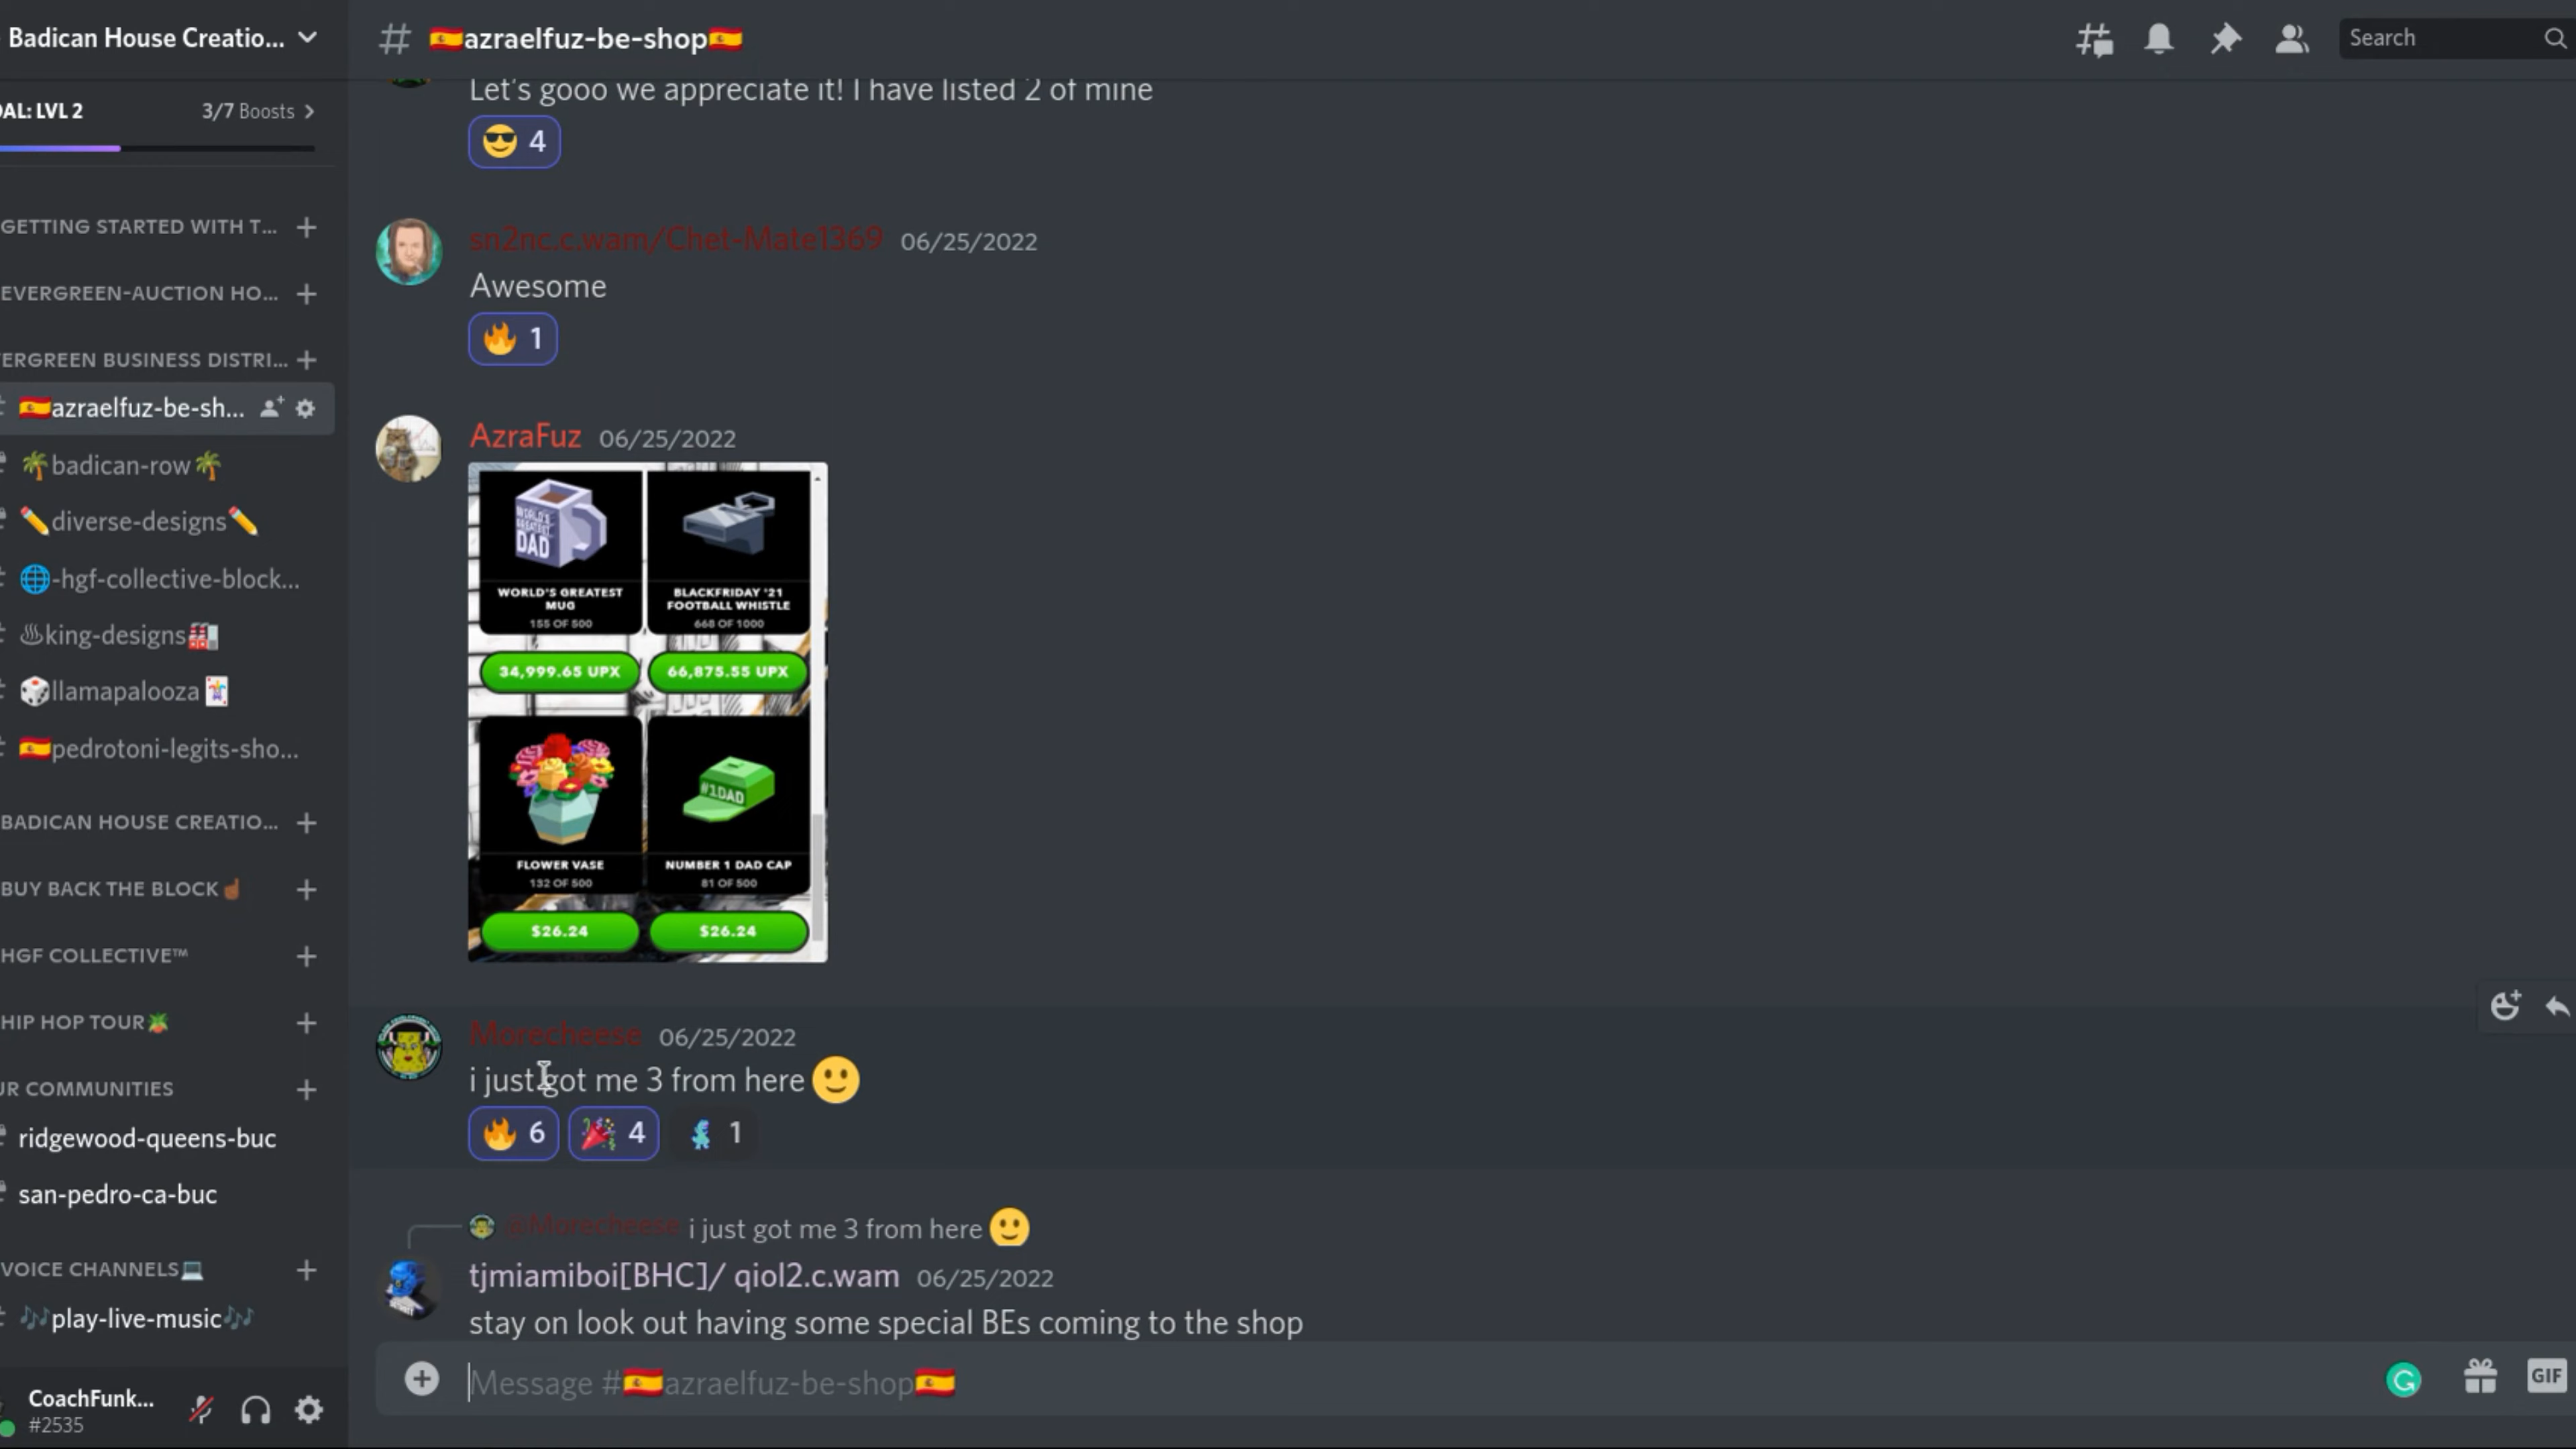 Badican House Creatio...
AL: LVL 2
3/7 Boosts
GETTING STARTED WITH T...
EVERGREEN-AUCTION HO...
ERGREEN BUSINESS DISTRI...
🇪🇸azraelfuz-be-sh...
🌴badican-row🌴
✏️diverse-designs✏️
🌐-hgf-collective-block...
♨king-designs🏭
🎲llamapalooza🃏
🇪🇸pedrotoni-legits-sho...
BADICAN HOUSE CREATIO...
BUY BACK THE BLOCK☝🏾
HGF COLLECTIVE™
HIP HOP TOUR🪴
UR COMMUNITIES
ridgewood-queens-buc
san-pedro-ca-buc
VOICE CHANNELS💻
🎶play-live-music🎶
CoachFunk...
#2535
# 🇪🇸azraelfuz-be-shop🇪🇸
Search
Let's gooo we appreciate it! I have listed 2 of mine
😎 4
sn2nc.c.wam/Chet-Mate1369 06/25/2022
Awesome
🔥 1
AzraFuz 06/25/2022
WORLD'S GREATEST DAD
WORLD'S GREATEST MUG
155 OF 500
34,999.65 UPX
BLACKFRIDAY '21 FOOTBALL WHISTLE
668 OF 1000
66,875.55 UPX
FLOWER VASE
132 OF 500
$26.24
#1DAD
NUMBER 1 DAD CAP
81 OF 500
$26.24
Morecheese 06/25/2022
i just got me 3 from here 🙂
🔥 6 🎉 4 1
@Morecheese i just got me 3 from here 🙂
tjmiamiboi[BHC]/ qiol2.c.wam 06/25/2022
stay on look out having some special BEs coming to the shop
Message #🇪🇸azraelfuz-be-shop🇪🇸
GIF